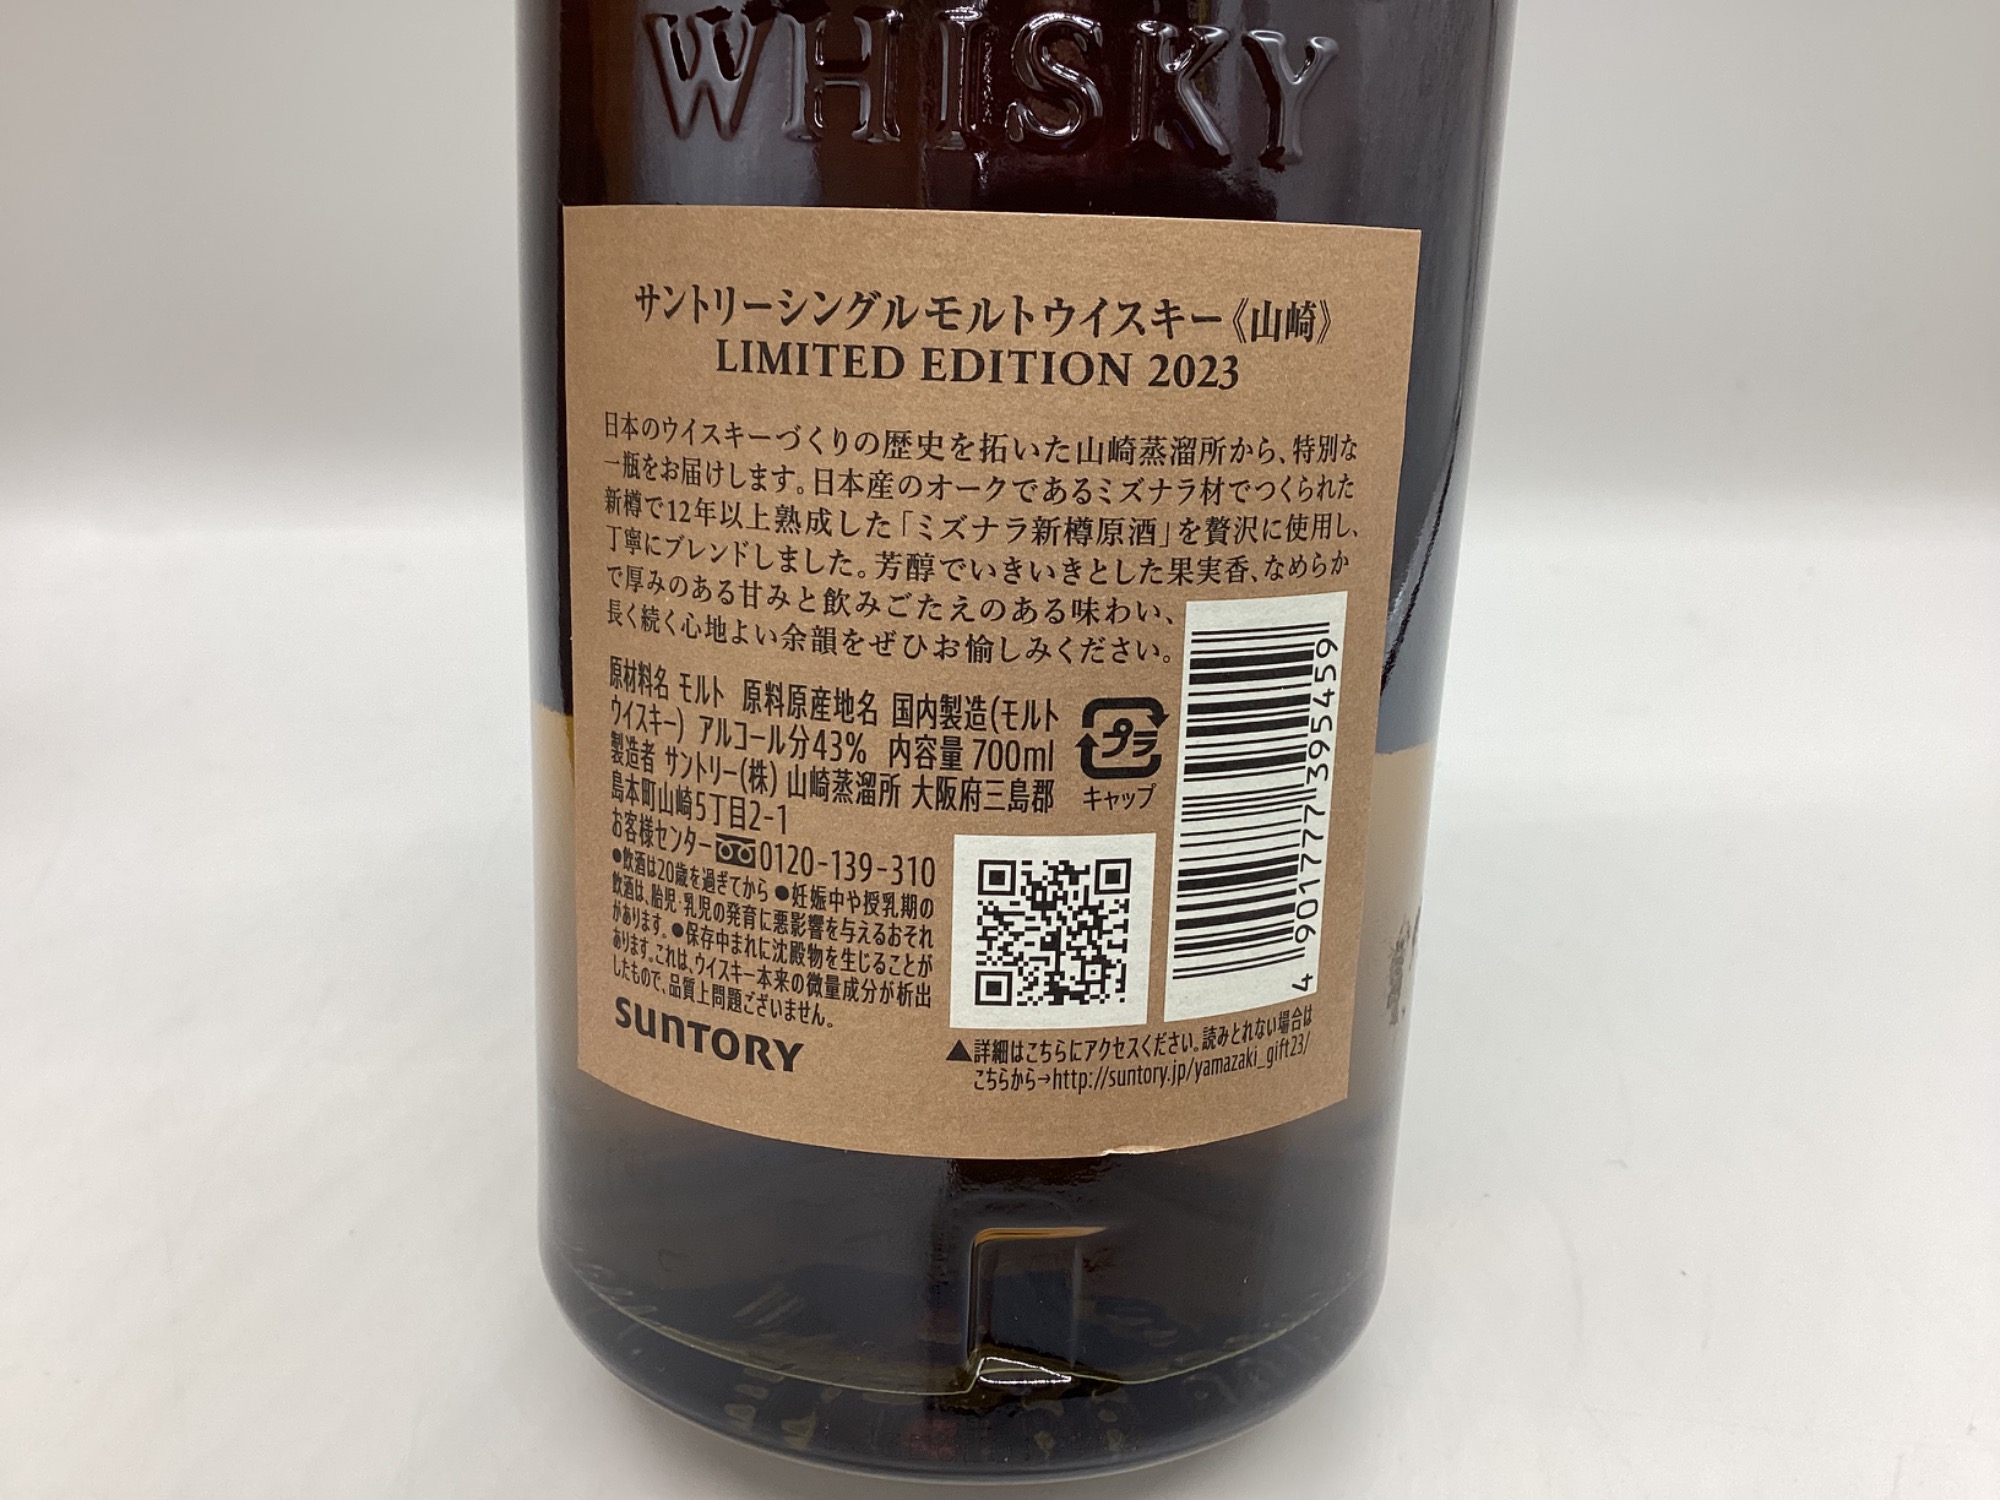 WHISKY
サントリーシングルモルトウイスキー《山崎》
LIMITED EDITION 2023
日本のウイスキーづくりの歴史を拓いた山崎蒸溜所から、特別な
一瓶をお届けします。日本産のオークであるミズナラ材でつくられた
新樽で12年以上熟成した「ミズナラ新樽原酒」を贅沢に使用し、
丁寧にブレンドしました。芳醇でいきいきとした果実香、なめらか
で厚みのある甘みと飲みごたえのある味わい、
長く続く心地よい余韻をぜひお愉しみください。
原材料名 モルト 原料原産地名 国内製造(モルト
ウイスキー) アルコール分43% 内容量 700ml
製造者 サントリー(株) 山崎蒸溜所 大阪府三島郡
島本町山崎5丁目2-1
お客様センター 0120-139-310
●飲酒は20歳を過ぎてから ●妊娠中や授乳期の
飲酒は、胎児・乳児の発育に悪影響を与えるおそれ
があります。●保存中まれに沈殿物を生じることが
あります。これは、ウイスキー本来の微量成分が析出
したもので、品質上問題ございません。
SUNTORY
プラ
キャップ
4 901777 395459
▲詳細はこちらにアクセスください。読みとれない場合は
こちらから→http://suntory.jp/yamazaki_gift23/